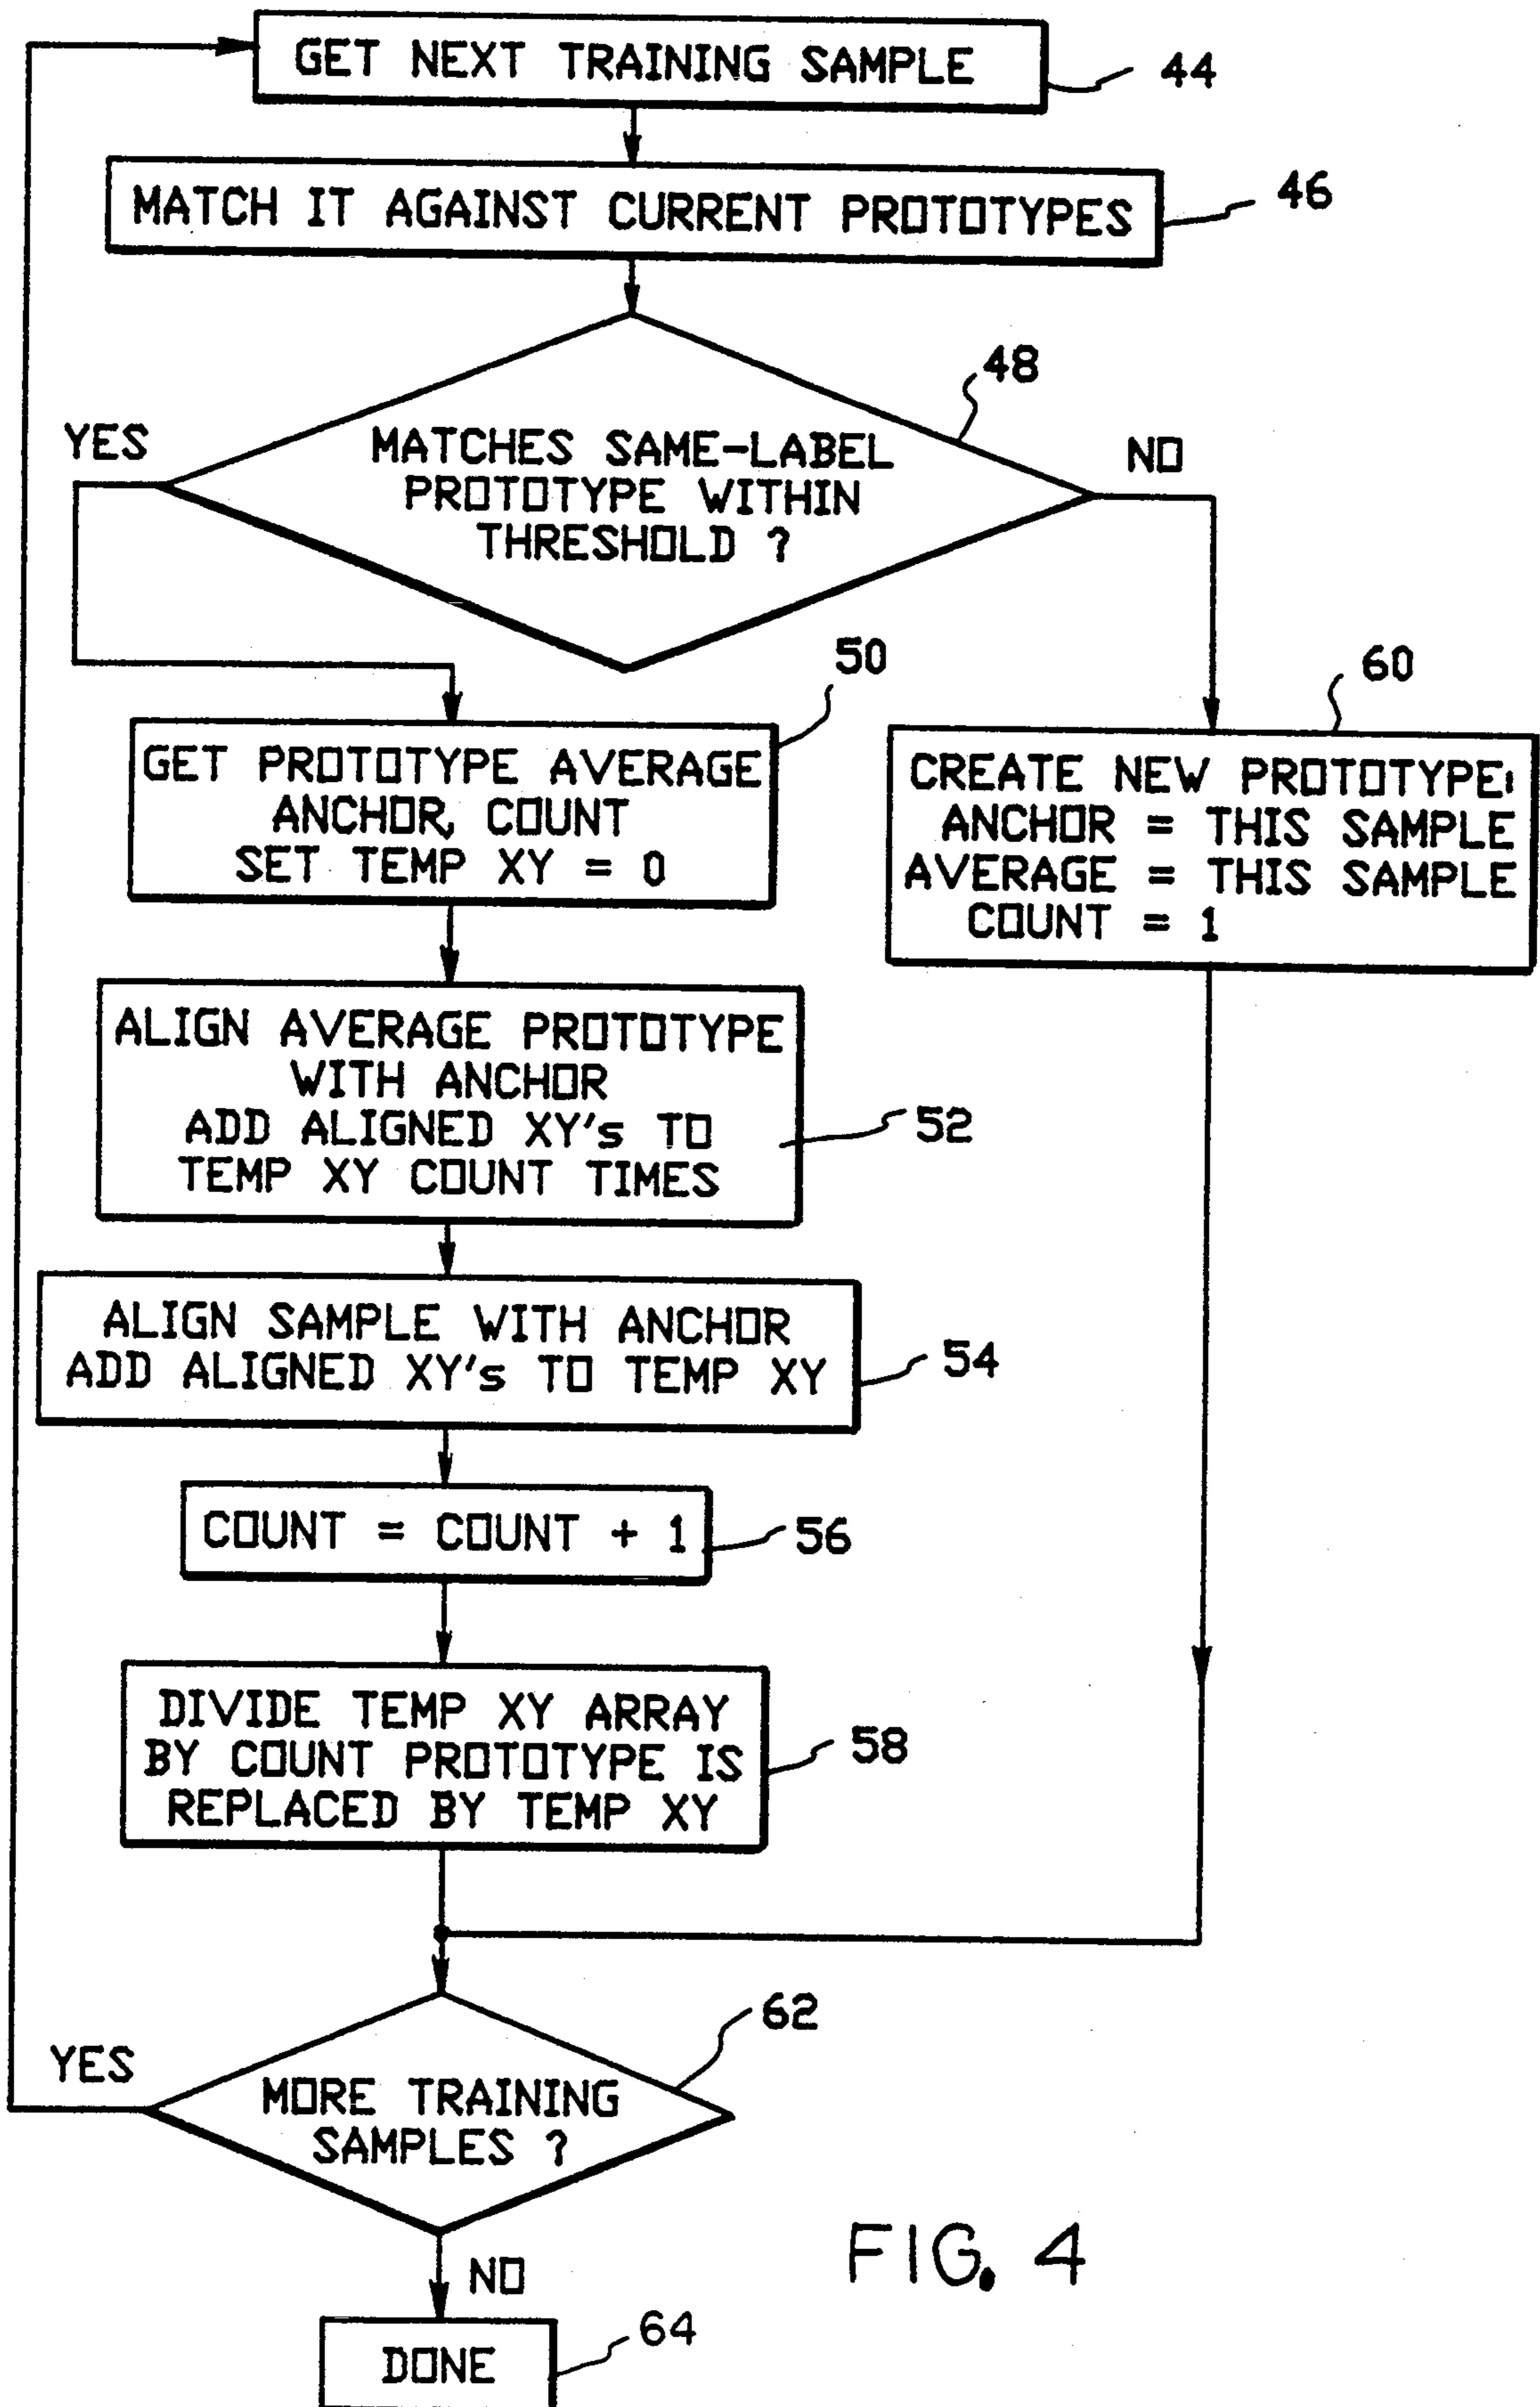 GET NEXT TRAINING SAMPLE
44
MATCH IT AGAINST CURRENT PROTOTYPES
46
48
YES
NO
MATCHES SAME-LABEL
PROTOTYPE WITHIN
THRESHOLD ?
50
60
GET PROTOTYPE AVERAGE
ANCHOR, COUNT
SET TEMP XY = 0
CREATE NEW PROTOTYPE:
ANCHOR = THIS SAMPLE
AVERAGE = THIS SAMPLE
COUNT = 1
ALIGN AVERAGE PROTOTYPE
WITH ANCHOR
ADD ALIGNED XY's TO
TEMP XY COUNT TIMES
52
ALIGN SAMPLE WITH ANCHOR
ADD ALIGNED XY's TO TEMP XY
54
COUNT = COUNT + 1
56
DIVIDE TEMP XY ARRAY
BY COUNT PROTOTYPE IS
REPLACED BY TEMP XY
58
62
YES
MORE TRAINING
SAMPLES ?
NO
FIG. 4
DONE
64